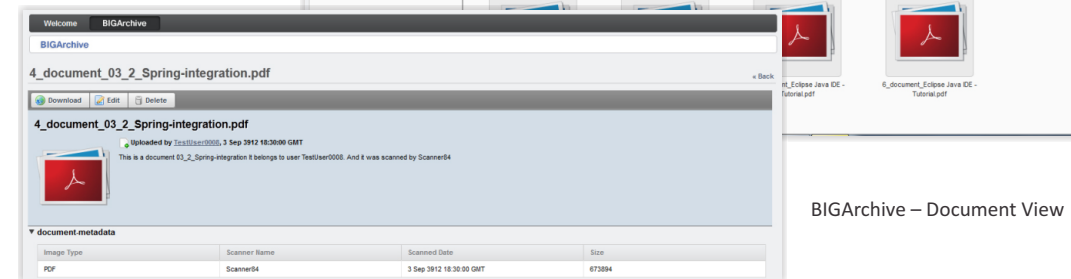 Welcome BIGArchive
BIGArchive
4_document_03_2_Spring-integration.pdf
« Back
Download Edit Delete
4_document_03_2_Spring-integration.pdf
Uploaded by TestUser0008, 3 Sep 3912 18:30:00 GMT
This is a document 03_2_Spring-integration It belongs to user TestUser0008. And it was scanned by Scanner84
document-metadata
Image Type Scanner Name Scanned Date Size
PDF Scanner84 3 Sep 3912 18:30:00 GMT 673894
nt_Eclipse Java IDE -
Tutorial.pdf
6_document_Eclipse Java IDE -
Tutorial.pdf
BIGArchive – Document View